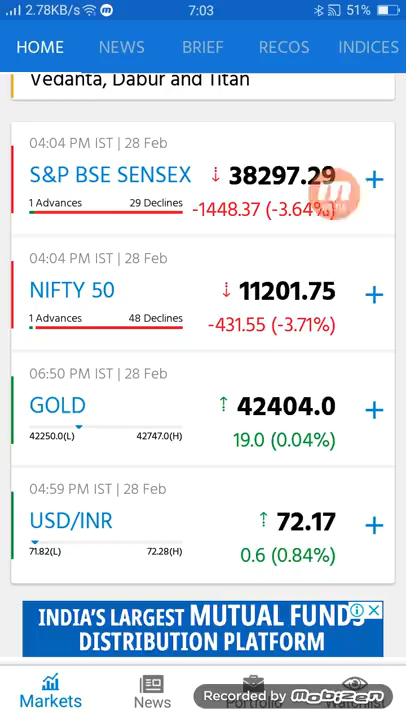 2.78KB/s 7:03 51%
HOME NEWS BRIEF RECOS INDICES
Vedanta, Dabur and Titan
04:04 PM IST | 28 Feb
S&P BSE SENSEX 38297.29 +
1 Advances 29 Declines
-1448.37 (-3.64%)
04:04 PM IST | 28 Feb
NIFTY 50 11201.75 +
1 Advances 48 Declines
-431.55 (-3.71%)
06:50 PM IST | 28 Feb
GOLD 42404.0 +
42250.0(L) 42747.0(H)
19.0 (0.04%)
04:59 PM IST | 28 Feb
USD/INR 72.17 +
71.82(L) 72.28(H)
0.6 (0.84%)
INDIA'S LARGEST MUTUAL FUNDS
DISTRIBUTION PLATFORM
Markets News Portfolio Watchlist
Recorded by Mobizen